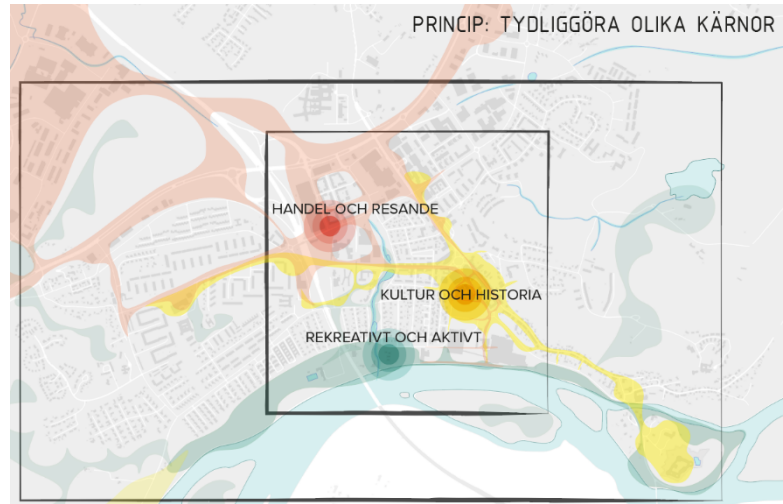 PRINCIP: TYDLIGGÖRA OLIKA KÄRNOR
HANDEL OCH RESANDE
KULTUR OCH HISTORIA
REKREATIVT OCH AKTIVT